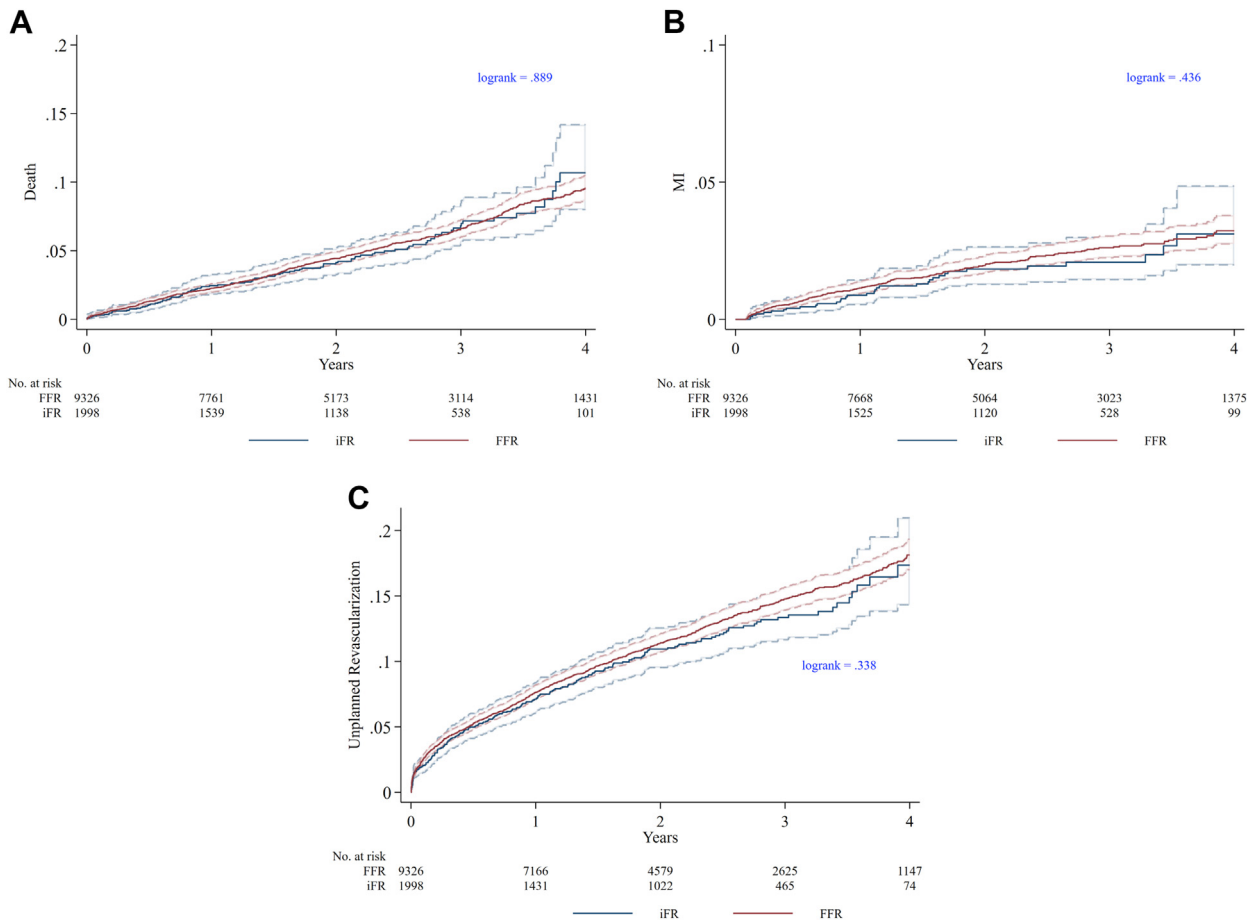 A
.2
.15
.1
.05
0
Death
logrank = .889
0 1 2 3 4
Years
No. at risk
FFR 9326 7761 5173 3114 1431
iFR 1998 1539 1138 538 101
iFR FFR
B
.1
.05
0
MI
logrank = .436
0 1 2 3 4
Years
No. at risk
FFR 9326 7668 5064 3023 1375
iFR 1998 1525 1120 528 99
iFR FFR
C
.2
.15
.1
.05
0
Unplanned Revascularization
logrank = .338
0 1 2 3 4
Years
No. at risk
FFR 9326 7166 4579 2625 1147
iFR 1998 1431 1022 465 74
iFR FFR